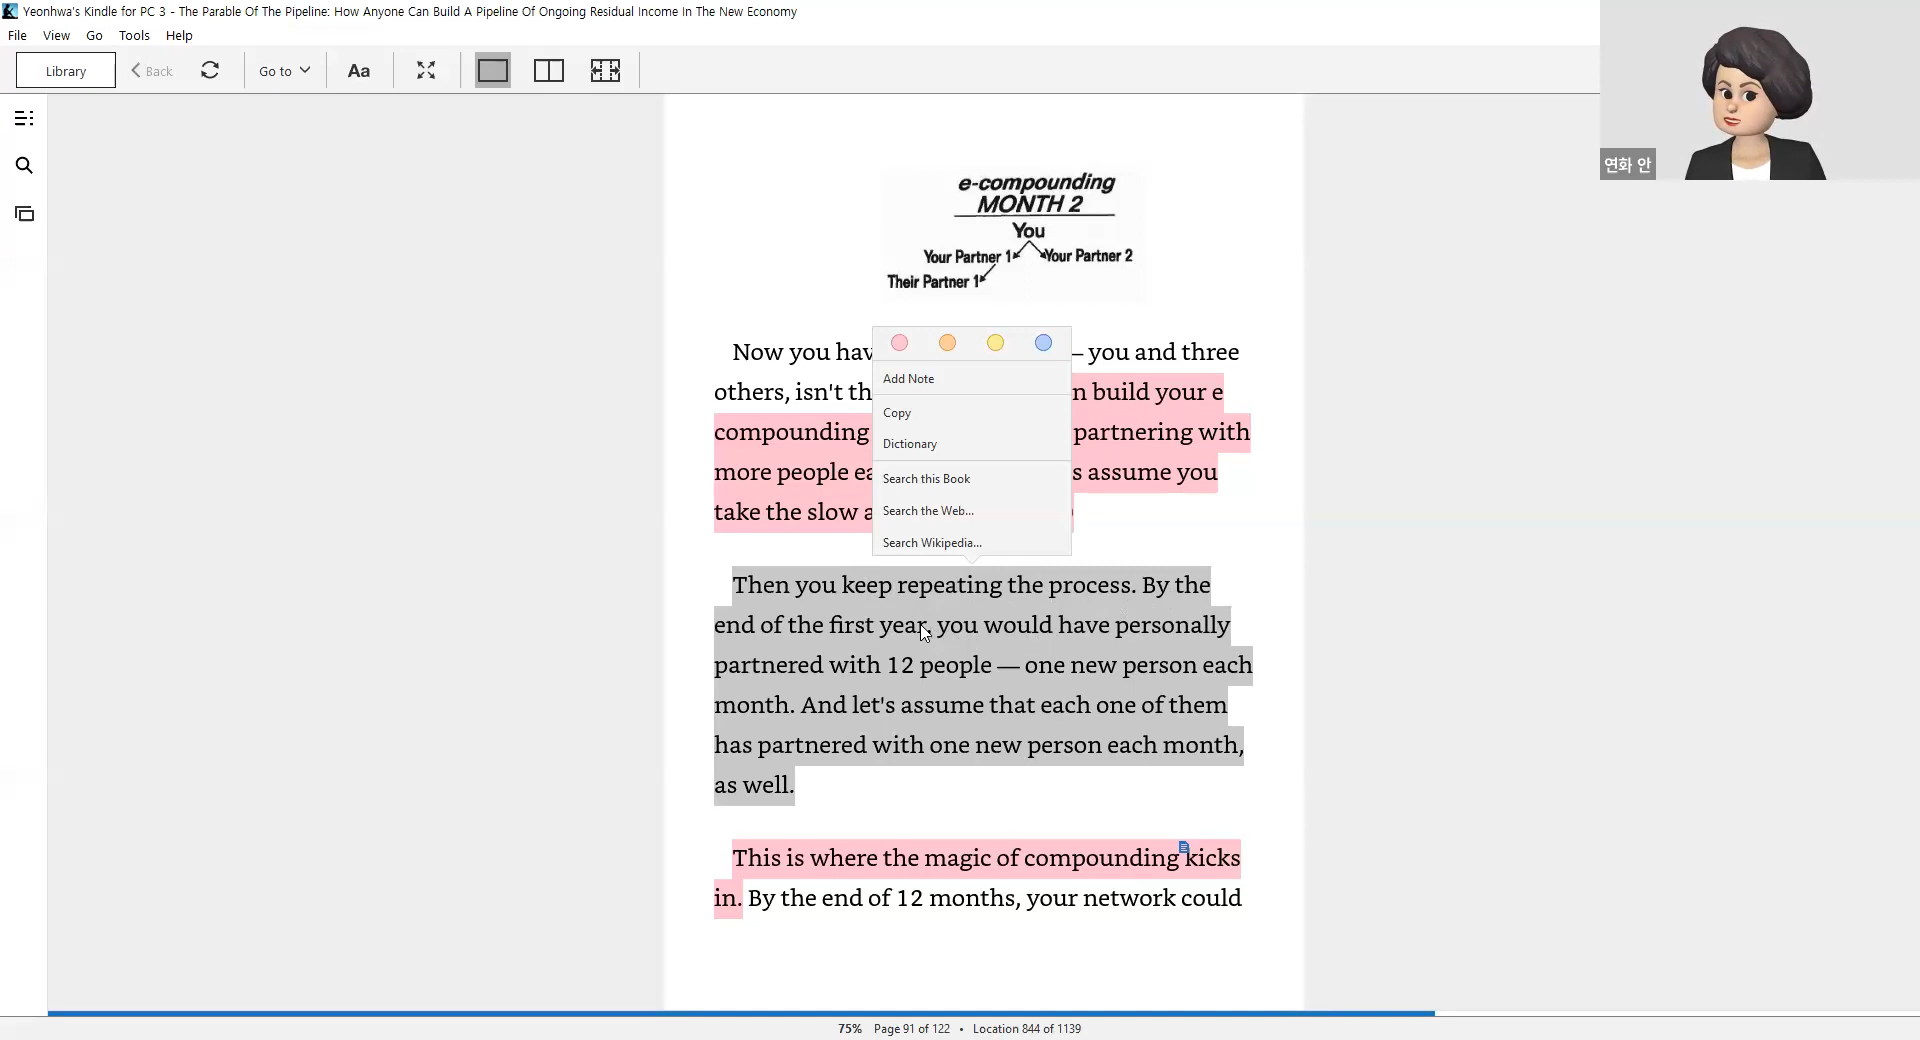 Yeonhwa's Kindle for PC 3 - The Parable Of The Pipeline: How Anyone Can Build A Pipeline Of Ongoing Residual Income In The New Economy
File View Go Tools Help
Library Back Go to Aa
연화 안
e-compounding
MONTH 2
You
Your Partner 1 Your Partner 2
Their Partner 1
Now you hav — you and three
others, isn't th n build your e
compounding partnering with
more people ea s assume you
take the slow a
Add Note
Copy
Dictionary
Search this Book
Search the Web...
Search Wikipedia...
Then you keep repeating the process. By the
end of the first year, you would have personally
partnered with 12 people — one new person each
month. And let's assume that each one of them
has partnered with one new person each month,
as well.
This is where the magic of compounding kicks
in. By the end of 12 months, your network could
75% Page 91 of 122 • Location 844 of 1139